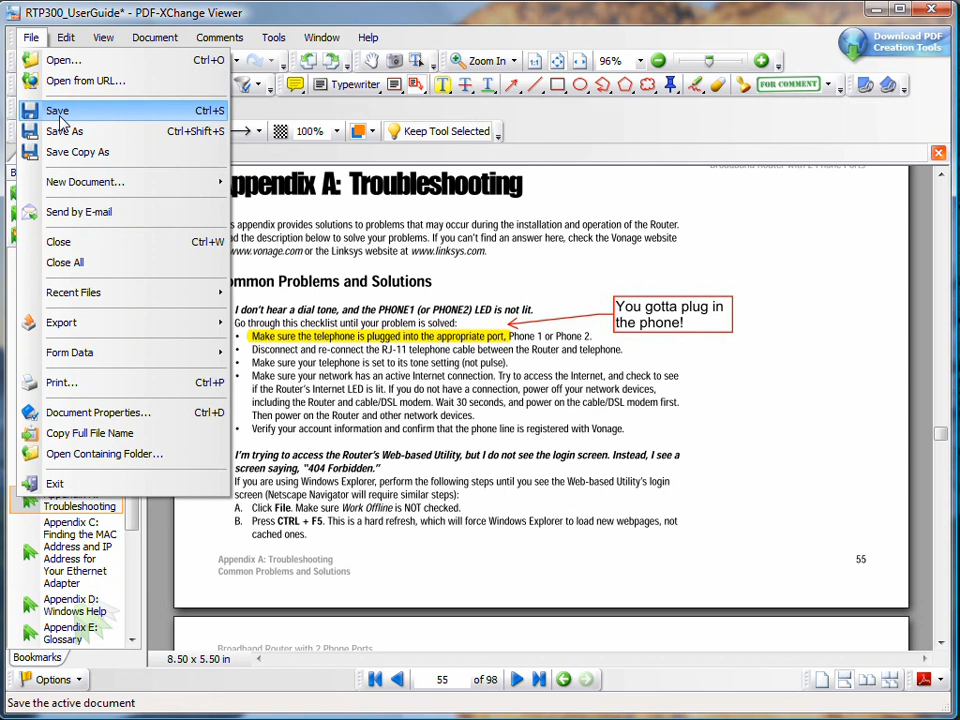 RTP300_UserGuide* - PDF-XChange Viewer
File Edit View Document Comments Tools Window Help
Download PDF
Creation Tools
Open... Ctrl+O
Zoom In 96%
Open from URL...
Typewriter FOR COMMENT
Save Ctrl+S
Save As Ctrl+Shift+S
100% Keep Tool Selected
Save Copy As
New Document...
Send by E-mail
Close Ctrl+W
Close All
Recent Files
Export
Form Data
Print... Ctrl+P
Document Properties... Ctrl+D
Copy Full File Name
Open Containing Folder...
Exit
Troubleshooting
Appendix C:
Finding the MAC
Address and IP
Address for
Your Ethernet
Adapter
Appendix D:
Windows Help
Appendix E:
Glossary
Bookmarks
Broadband Router with 2 Phone Ports
Appendix A: Troubleshooting
s appendix provides solutions to problems that may occur during the installation and operation of the Router.
d the description below to solve your problems. If you can't find an answer here, check the Vonage website
www.vonage.com or the Linksys website at www.linksys.com.
ommon Problems and Solutions
I don't hear a dial tone, and the PHONE1 (or PHONE2) LED is not lit.
Go through this checklist until your problem is solved:
• Make sure the telephone is plugged into the appropriate port, Phone 1 or Phone 2.
• Disconnect and re-connect the RJ-11 telephone cable between the Router and telephone.
• Make sure your telephone is set to its tone setting (not pulse).
• Make sure your network has an active Internet connection. Try to access the Internet, and check to see
if the Router's Internet LED is lit. If you do not have a connection, power off your network devices,
including the Router and cable/DSL modem. Wait 30 seconds, and power on the cable/DSL modem first.
Then power on the Router and other network devices.
• Verify your account information and confirm that the phone line is registered with Vonage.
You gotta plug in
the phone!
I'm trying to access the Router's Web-based Utility, but I do not see the login screen. Instead, I see a
screen saying, "404 Forbidden."
If you are using Windows Explorer, perform the following steps until you see the Web-based Utility's login
screen (Netscape Navigator will require similar steps):
A. Click File. Make sure Work Offline is NOT checked.
B. Press CTRL + F5. This is a hard refresh, which will force Windows Explorer to load new webpages, not
cached ones.
Appendix A: Troubleshooting 55
Common Problems and Solutions
Broadband Router with 2 Phone Ports
8.50 x 5.50 in
Options 55 of 98
Save the active document